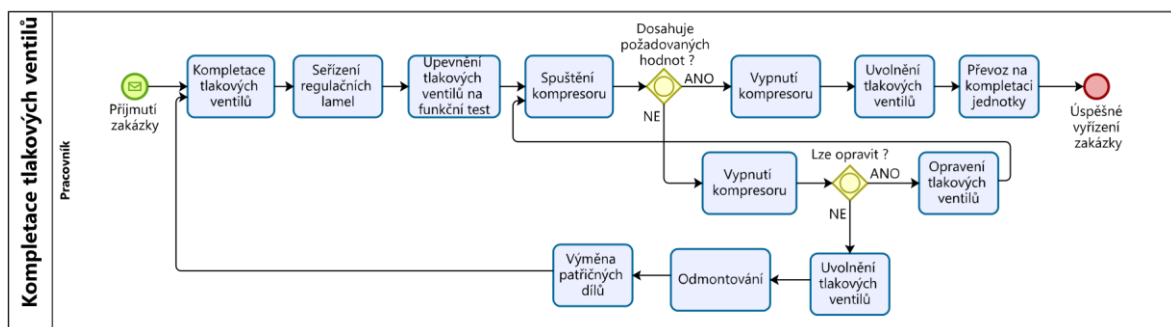 Kompletace tlakových ventilů
Pracovník
Přijmutí
zakázky
Kompletace
tlakových
ventilů
Seřízení
regulačních
lamel
Upevnění
tlakových
ventilů na
funkční test
Spuštění
kompresoru
Dosahuje
požadovaných
hodnot ?
ANO
NE
Vypnutí
kompresoru
Uvolnění
tlakových
ventilů
Převoz na
kompletaci
jednotky
Úspěšné
vyřízení
zakázky
Vypnutí
kompresoru
Lze opravit ?
ANO
NE
Opravení
tlakových
ventilů
Uvolnění
tlakových
ventilů
Odmontování
Výměna
patřičných
dílů